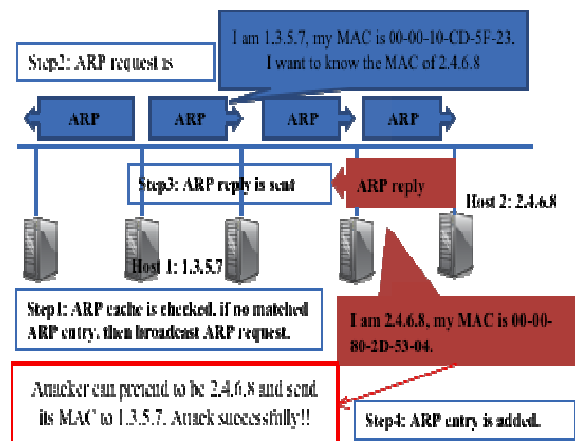 I am 1.3.5.7, my MAC is 00-00-10-CD-5F-23.
I want to know the MAC of 2.4.6.8
Step2: ARP request is
ARP
ARP
ARP
ARP
Step3: ARP reply is sent
ARP reply
Host 2: 2.4.6.8
Host 1: 1.3.5.7
Step1: ARP cache is checked, if no matched
ARP entry, then broadcast ARP request.
I am 2.4.6.8, my MAC is 00-00-
80-2D-53-04.
Attacker can pretend to be 2.4.6.8 and send
its MAC to 1.3.5.7. Attack successfully!!
Step4: ARP entry is added.